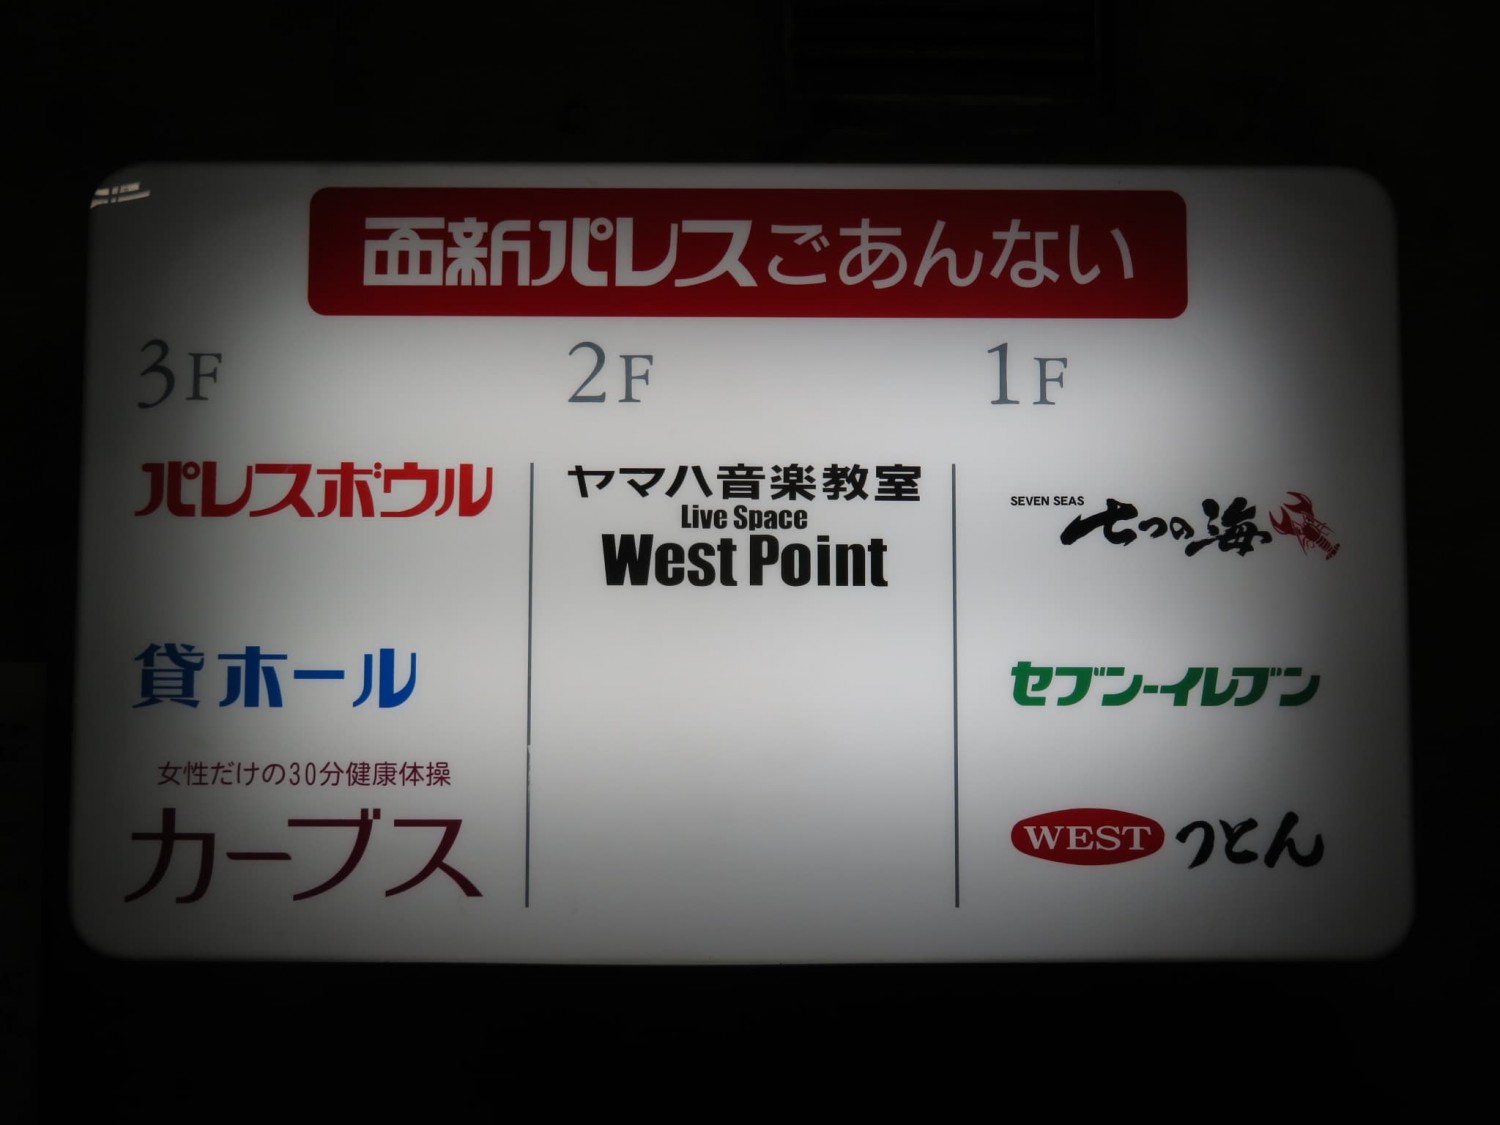 西新パレスごあんない
3F
パレスボウル
貸ホール
女性だけの30分健康体操
カーブス
2F
ヤマハ音楽教室
Live Space
West Point
1F
SEVEN SEAS
七つの海
セブン-イレブン
WEST うどん